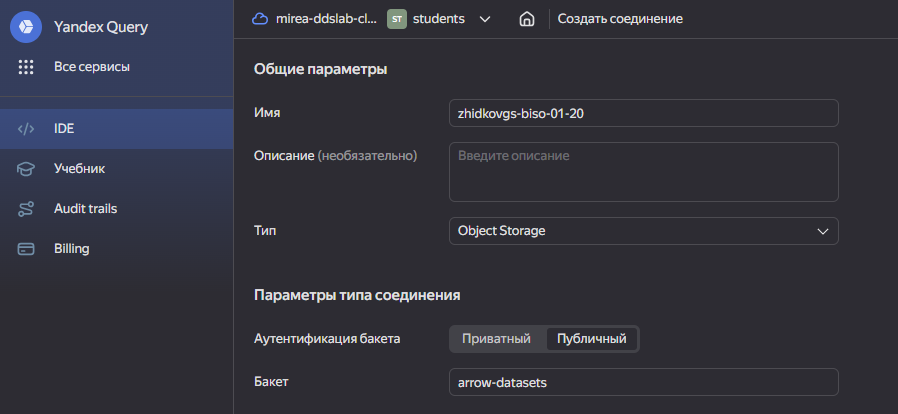 Yandex Query
Все сервисы
IDE
Учебник
Audit trails
Billing
mirea-ddslab-cl... ST students Создать соединение
Общие параметры
Имя zhidkovgs-biso-01-20
Описание (необязательно) Введите описание
Тип Object Storage
Параметры типа соединения
Аутентификация бакета Приватный Публичный
Бакет arrow-datasets